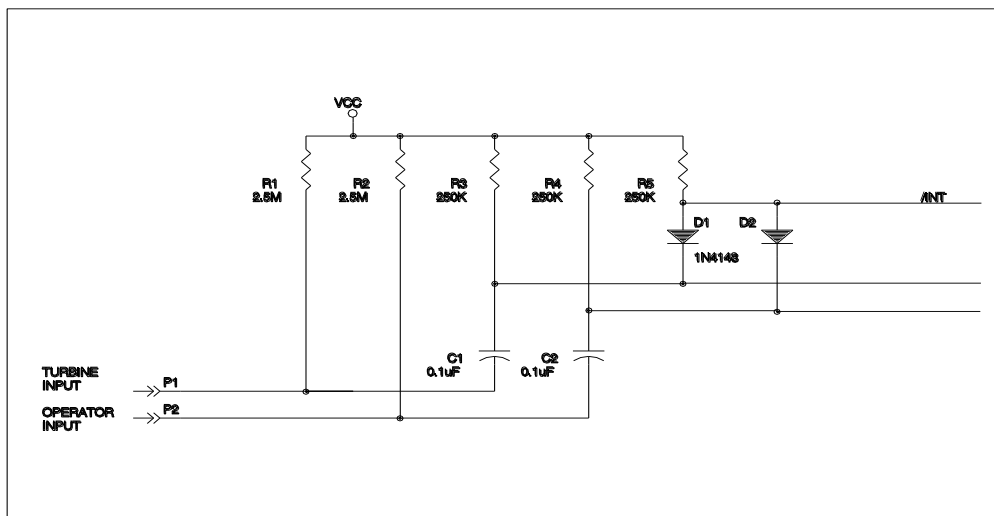 VCC
R1
2.5M
R2
2.5M
R3
250K
R4
250K
R5
250K
/INT
D1
D2
1N4148
C1
0.1uF
C2
0.1uF
TURBINE
INPUT
P1
OPERATOR
INPUT
P2